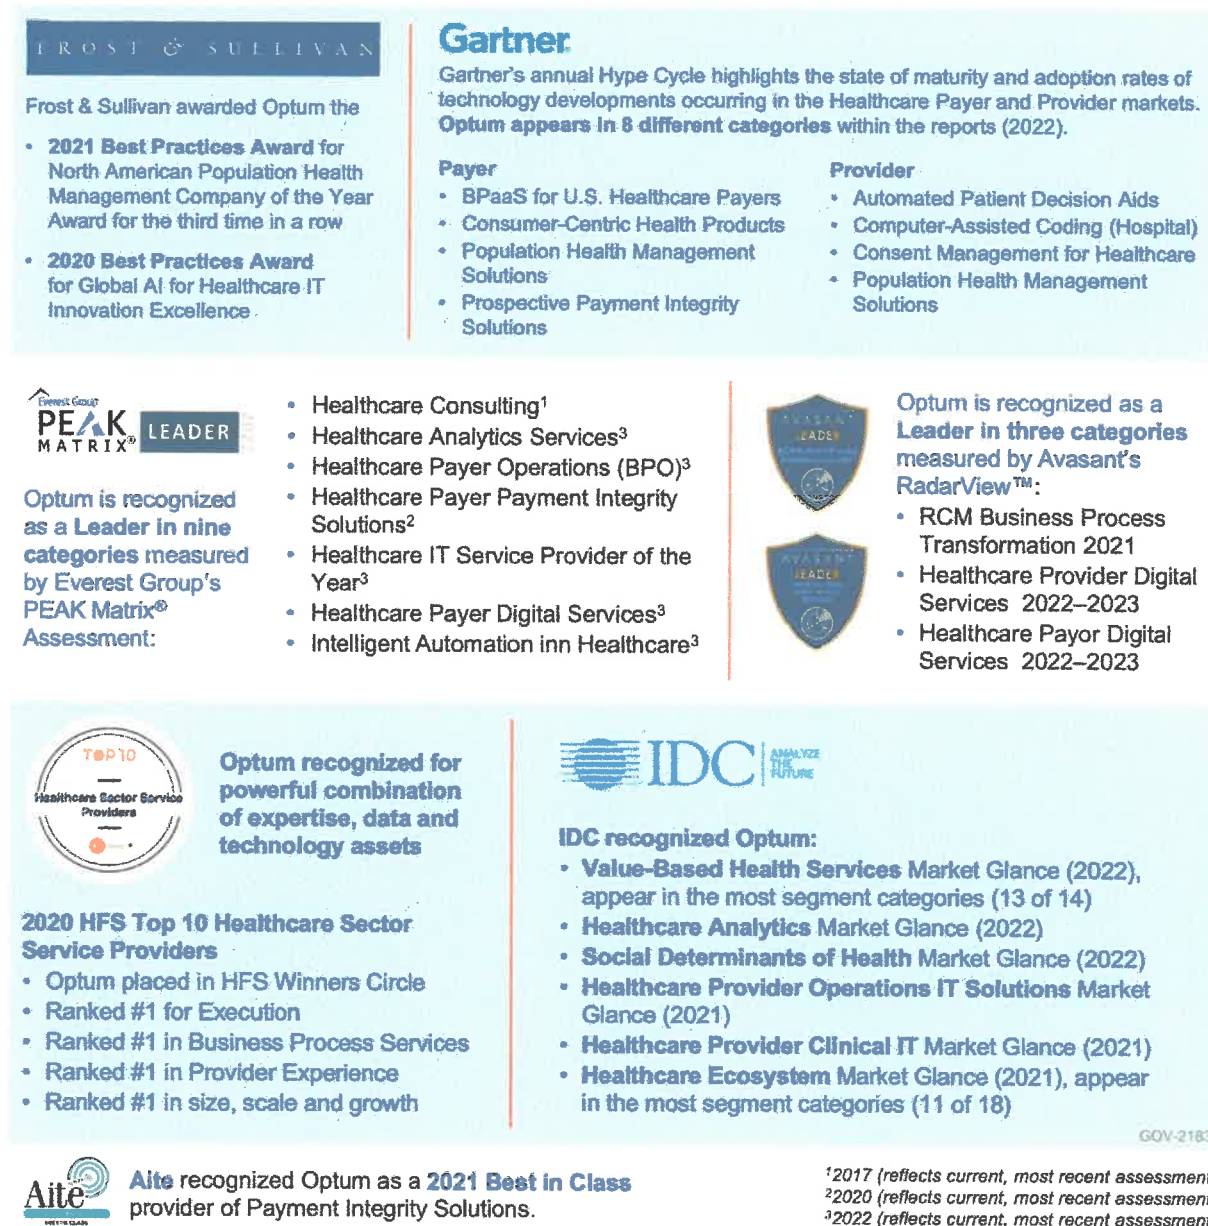 FROST & SULLIVAN
Frost & Sullivan awarded Optum the
• 2021 Best Practices Award for
North American Population Health
Management Company of the Year
Award for the third time in a row
• 2020 Best Practices Award
for Global AI for Healthcare IT
Innovation Excellence
Gartner
Gartner's annual Hype Cycle highlights the state of maturity and adoption rates of
technology developments occurring in the Healthcare Payer and Provider markets.
Optum appears in 8 different categories within the reports (2022).
Payer
• BPaaS for U.S. Healthcare Payers
• Consumer-Centric Health Products
• Population Health Management
Solutions
• Prospective Payment Integrity
Solutions
Provider
• Automated Patient Decision Aids
• Computer-Assisted Coding (Hospital)
• Consent Management for Healthcare
• Population Health Management
Solutions
Everest Group
PEAK
MATRIX®
LEADER
Optum is recognized
as a Leader in nine
categories measured
by Everest Group's
PEAK Matrix®
Assessment:
• Healthcare Consulting¹
• Healthcare Analytics Services³
• Healthcare Payer Operations (BPO)³
• Healthcare Payer Payment Integrity
Solutions²
• Healthcare IT Service Provider of the
Year³
• Healthcare Payer Digital Services³
• Intelligent Automation inn Healthcare³
AVASANT
LEADER
AVASANT
LEADER
Optum is recognized as a
Leader in three categories
measured by Avasant's
RadarView™:
• RCM Business Process
Transformation 2021
• Healthcare Provider Digital
Services 2022–2023
• Healthcare Payor Digital
Services 2022–2023
TOP 10
Healthcare Sector Service
Providers
Optum recognized for
powerful combination
of expertise, data and
technology assets
2020 HFS Top 10 Healthcare Sector
Service Providers
• Optum placed in HFS Winners Circle
• Ranked #1 for Execution
• Ranked #1 in Business Process Services
• Ranked #1 in Provider Experience
• Ranked #1 in size, scale and growth
IDC
ANALYZE
THE
FUTURE
IDC recognized Optum:
• Value-Based Health Services Market Glance (2022),
appear in the most segment categories (13 of 14)
• Healthcare Analytics Market Glance (2022)
• Social Determinants of Health Market Glance (2022)
• Healthcare Provider Operations IT Solutions Market
Glance (2021)
• Healthcare Provider Clinical IT Market Glance (2021)
• Healthcare Ecosystem Market Glance (2021), appear
in the most segment categories (11 of 18)
GOV-2183
Aite
Aite recognized Optum as a 2021 Best in Class
provider of Payment Integrity Solutions.
¹2017 (reflects current, most recent assessment
²2020 (reflects current, most recent assessment
³2022 (reflects current, most recent assessment